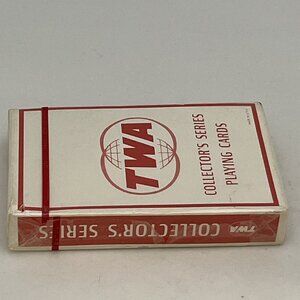 TWA
COLLECTOR'S SERIES
PLAYING CARDS
TWA COLLECTOR'S SERIES